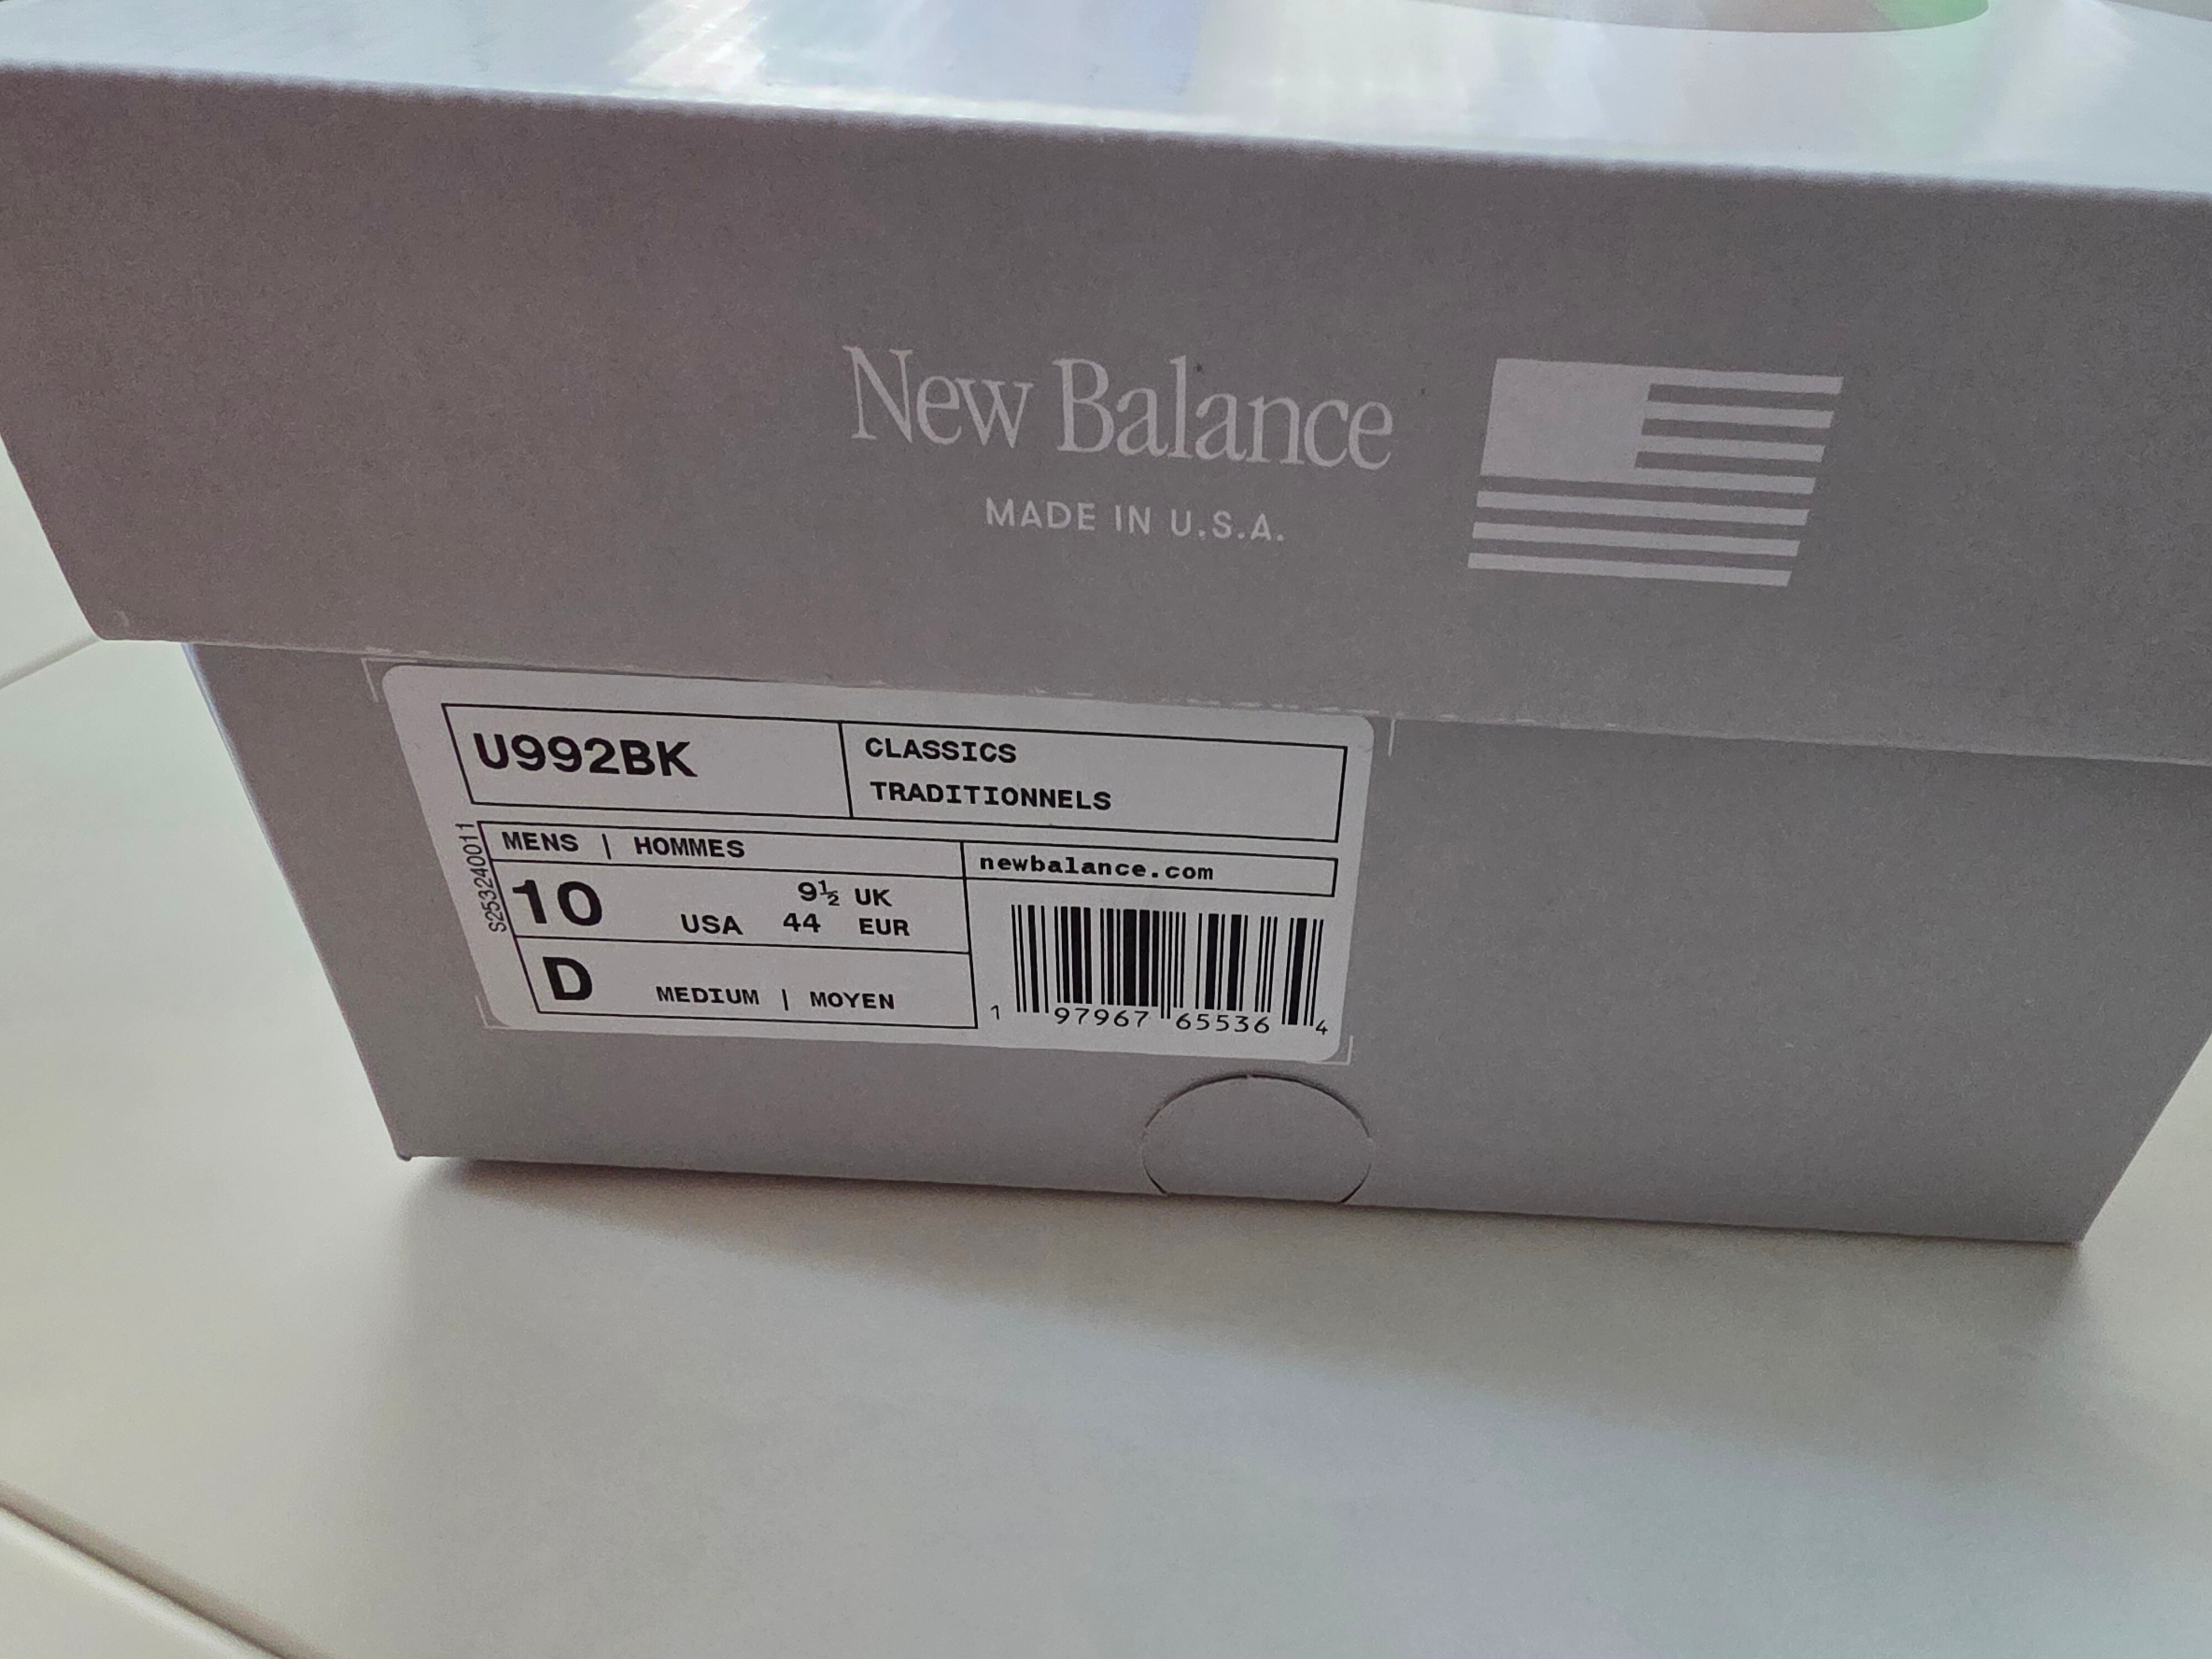 New Balance
MADE IN U.S.A.
U992BK
CLASSICS
TRADITIONNELS
S253240011
MENS | HOMMES
10 USA 9½ UK 44 EUR
D MEDIUM | MOYEN
newbalance.com
1 97967 65536 4